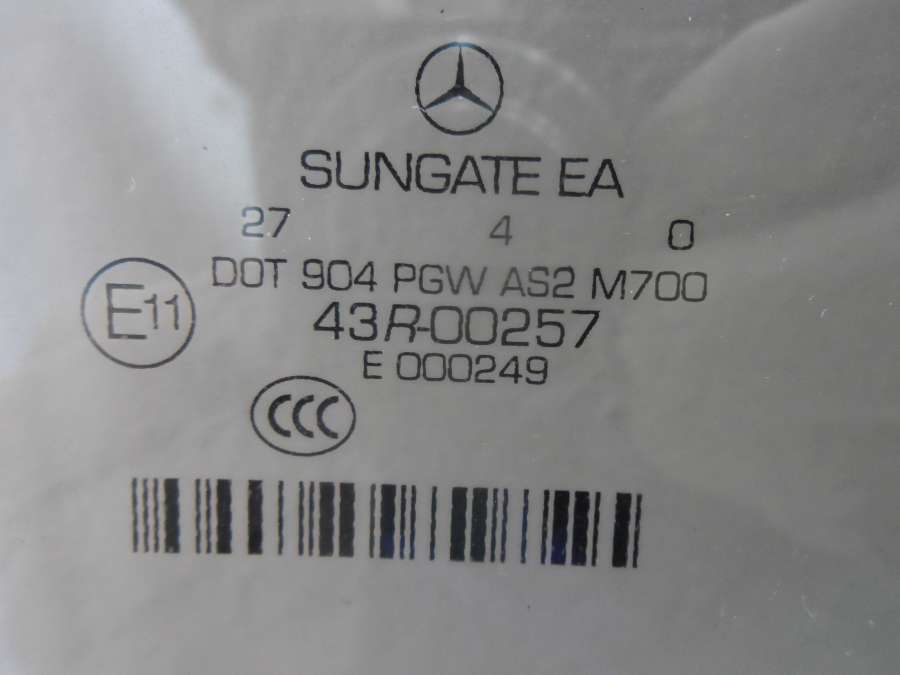 SUNGATE EA
27 4 0
DOT 904 PGW AS2 M700
E11
43R-00257
E 000249
CCC